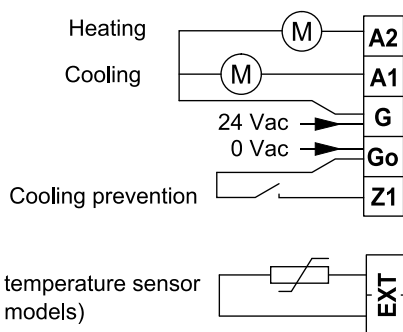 Heating
M
A2
Cooling
M
A1
24 Vac
G
0 Vac
Go
Cooling prevention
Z1
temperature sensor
models)
EXT